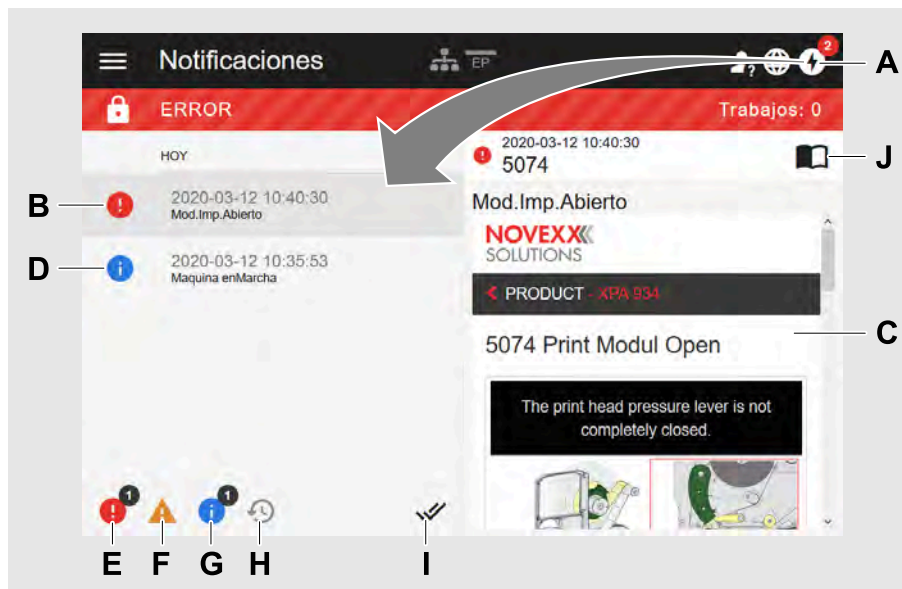 Notificaciones
EP
?
2
A
ERROR
Trabajos: 0
HOY
2020-03-12 10:40:30
5074
J
B
2020-03-12 10:40:30
Mod.Imp.Abierto
Mod.Imp.Abierto
NOVEXX
SOLUTIONS
D
2020-03-12 10:35:53
Maquina enMarcha
PRODUCT - XPA 934
5074 Print Modul Open
C
The print head pressure lever is not
completely closed.
1
1
E F G H I